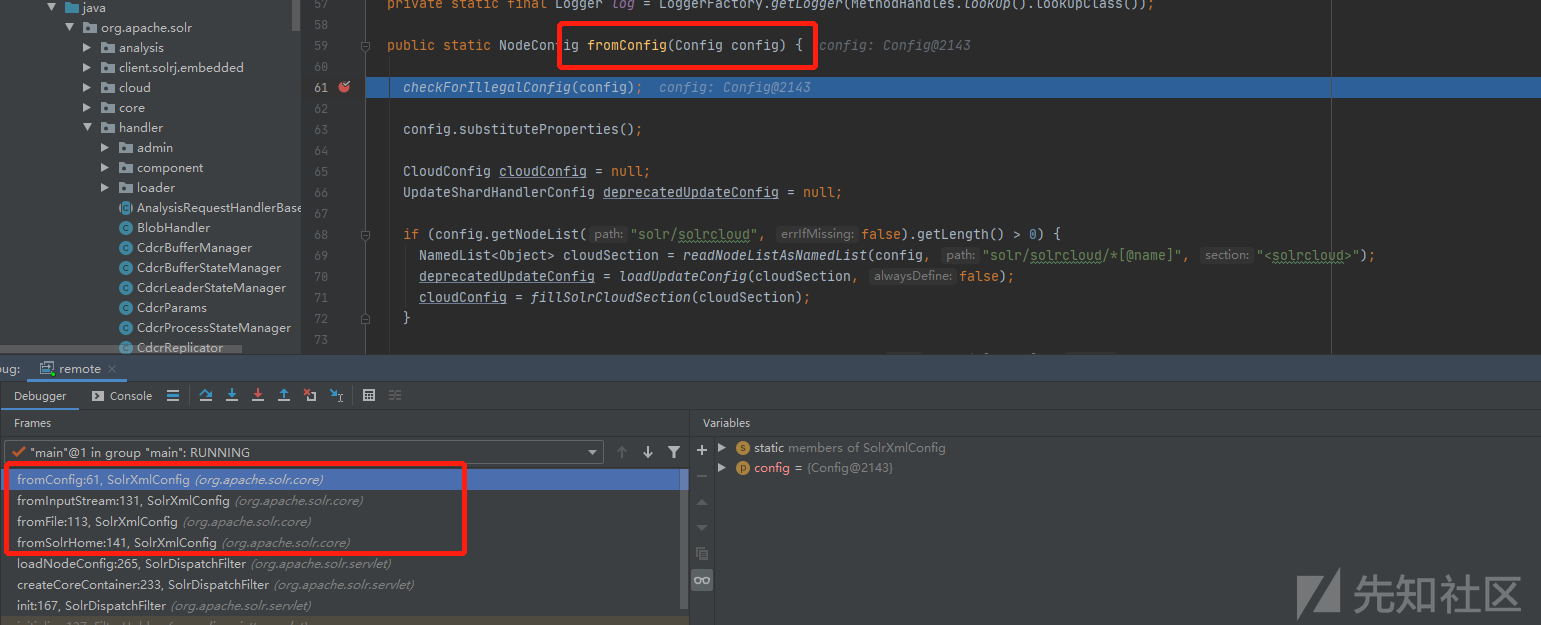 java
org.apache.solr
analysis
client.solrj.embedded
cloud
core
handler
admin
component
loader
AnalysisRequestHandlerBase
BlobHandler
CdcrBufferManager
CdcrBufferStateManager
CdcrLeaderStateManager
CdcrParams
CdcrProcessStateManager
CdcrReplicator
57 private static final Logger log = LoggerFactory.getLogger(MethodHandles.lookup().lookupClass());
58
59 public static NodeConfig fromConfig(Config config) { config: Config@2143
60
61 checkForIllegalConfig(config); config: Config@2143
62
63 config.substituteProperties();
64
65 CloudConfig cloudConfig = null;
66 UpdateShardHandlerConfig deprecatedUpdateConfig = null;
67
68 if (config.getNodeList( path: "solr/solrcloud", errIfMissing: false).getLength() > 0) {
69 NamedList<Object> cloudSection = readNodeListAsNamedList(config, path: "solr/solrcloud/*[@name]", section: "<solrcloud>");
70 deprecatedUpdateConfig = loadUpdateConfig(cloudSection, alwaysDefine: false);
71 cloudConfig = fillSolrCloudSection(cloudSection);
72 }
73
ug: remote ×
Debugger Console
Frames
"main"@1 in group "main": RUNNING
fromConfig:61, SolrXmlConfig (org.apache.solr.core)
fromInputStream:131, SolrXmlConfig (org.apache.solr.core)
fromFile:113, SolrXmlConfig (org.apache.solr.core)
fromSolrHome:141, SolrXmlConfig (org.apache.solr.core)
loadNodeConfig:265, SolrDispatchFilter (org.apache.solr.servlet)
createCoreContainer:233, SolrDispatchFilter (org.apache.solr.servlet)
init:167, SolrDispatchFilter (org.apache.solr.servlet)
Variables
static members of SolrXmlConfig
config = {Config@2143}
先知社区